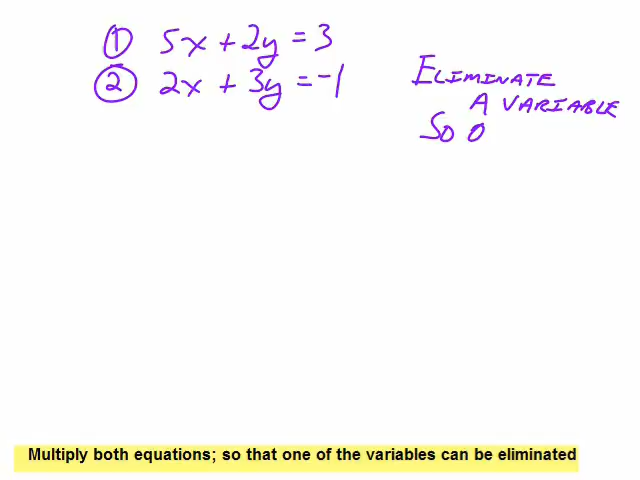 ① 5x + 2y = 3
② 2x + 3y = -1
ELIMINATE
A VARIABLE
SO O
Multiply both equations; so that one of the variables can be eliminated